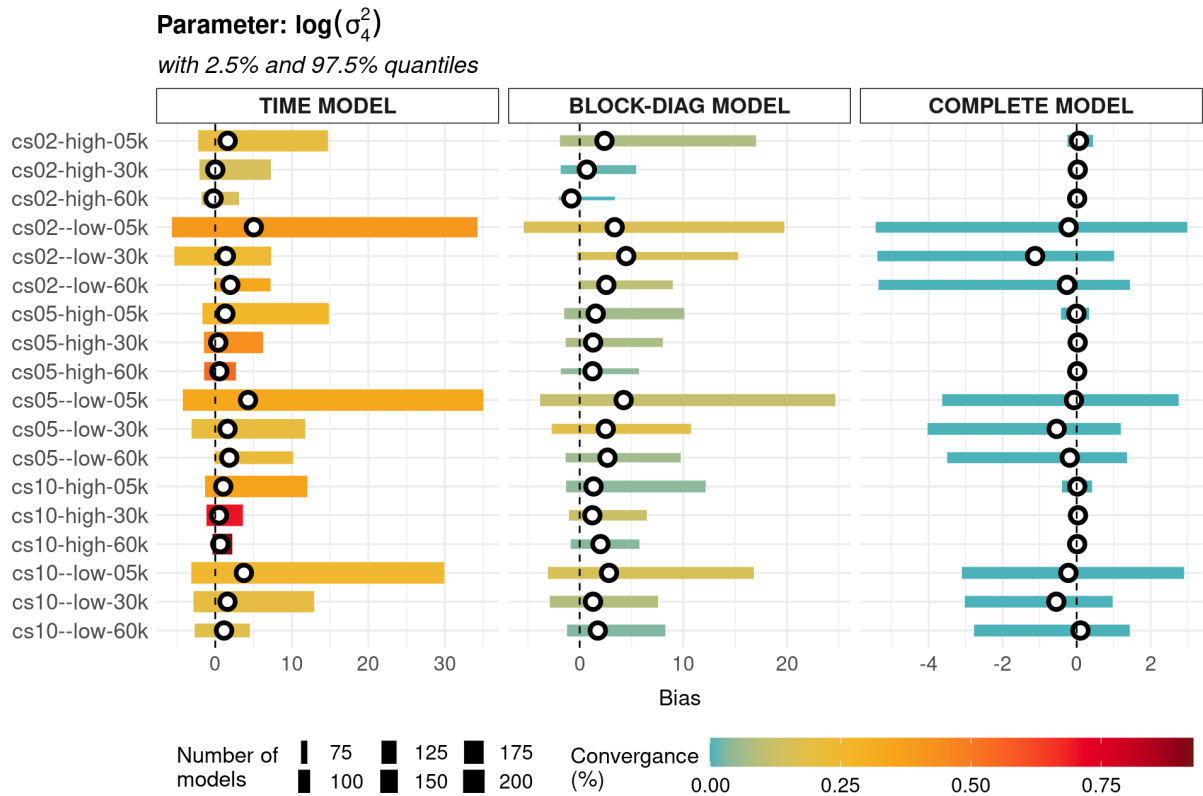 Parameter: log(σ₄²)
with 2.5% and 97.5% quantiles
TIME MODEL BLOCK-DIAG MODEL COMPLETE MODEL
cs02-high-05k
cs02-high-30k
cs02-high-60k
cs02--low-05k
cs02--low-30k
cs02--low-60k
cs05-high-05k
cs05-high-30k
cs05-high-60k
cs05--low-05k
cs05--low-30k
cs05--low-60k
cs10-high-05k
cs10-high-30k
cs10-high-60k
cs10--low-05k
cs10--low-30k
cs10--low-60k
0 10 20 30 0 10 20 -4 -2 0 2
Bias
Number of models 75 125 175
100 150 200
Convergance (%)
0.00 0.25 0.50 0.75